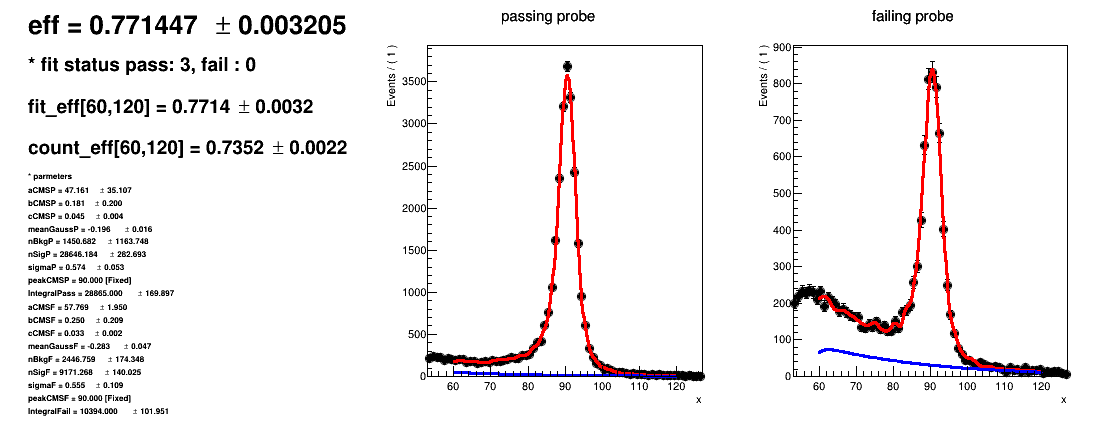 eff = 0.771447 ± 0.003205
* fit status pass: 3, fail : 0
fit_eff[60,120] = 0.7714 ± 0.0032
count_eff[60,120] = 0.7352 ± 0.0022
* parmeters
aCMSP = 47.161 ± 35.107
bCMSP = 0.181 ± 0.200
cCMSP = 0.045 ± 0.004
meanGaussP = -0.196 ± 0.016
nBkgP = 1450.682 ± 1163.748
nSigP = 28646.184 ± 282.693
sigmaP = 0.574 ± 0.053
peakCMSP = 90.000 [Fixed]
IntegralPass = 28865.000 ± 169.897
aCMSF = 57.769 ± 1.950
bCMSF = 0.250 ± 0.209
cCMSF = 0.033 ± 0.002
meanGaussF = -0.283 ± 0.047
nBkgF = 2446.759 ± 174.348
nSigF = 9171.268 ± 140.025
sigmaF = 0.555 ± 0.109
peakCMSF = 90.000 [Fixed]
IntegralFail = 10394.000 ± 101.951
passing probe
Events / ( 1 )
3500
3000
2500
2000
1500
1000
500
0
60 70 80 90 100 110 120
x
failing probe
Events / ( 1 )
900
800
700
600
500
400
300
200
100
0
60 70 80 90 100 110 120
x